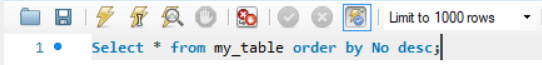 Limit to 1000 rows
1 Select * from my_table order by No desc;